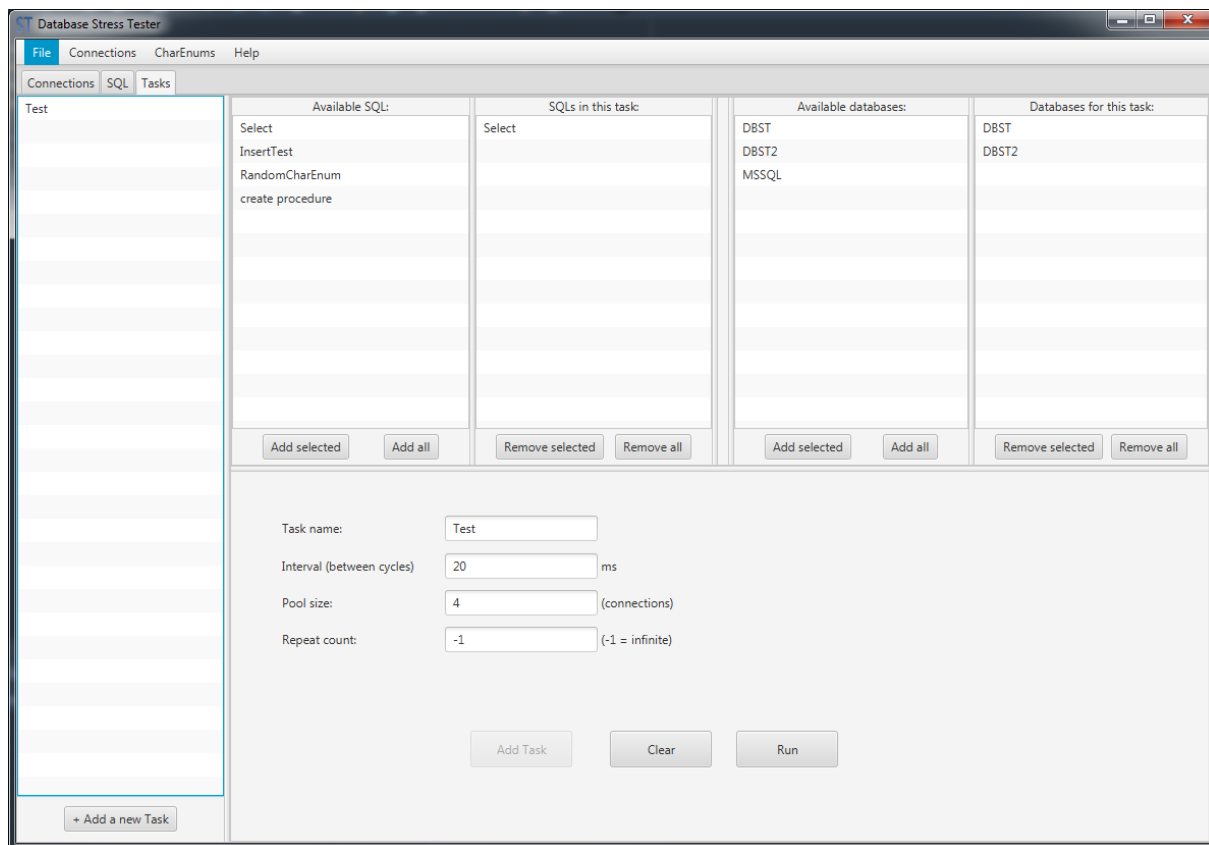 ST Database Stress Tester
File Connections CharEnums Help
Connections SQL Tasks
Test
Available SQL:
Select
InsertTest
RandomCharEnum
create procedure
Add selected Add all
SQLs in this task:
Select
Remove selected Remove all
Available databases:
DBST
DBST2
MSSQL
Add selected Add all
Databases for this task:
DBST
DBST2
Remove selected Remove all
Task name: Test
Interval (between cycles) 20 ms
Pool size: 4 (connections)
Repeat count: -1 (-1 = infinite)
Add Task Clear Run
+ Add a new Task